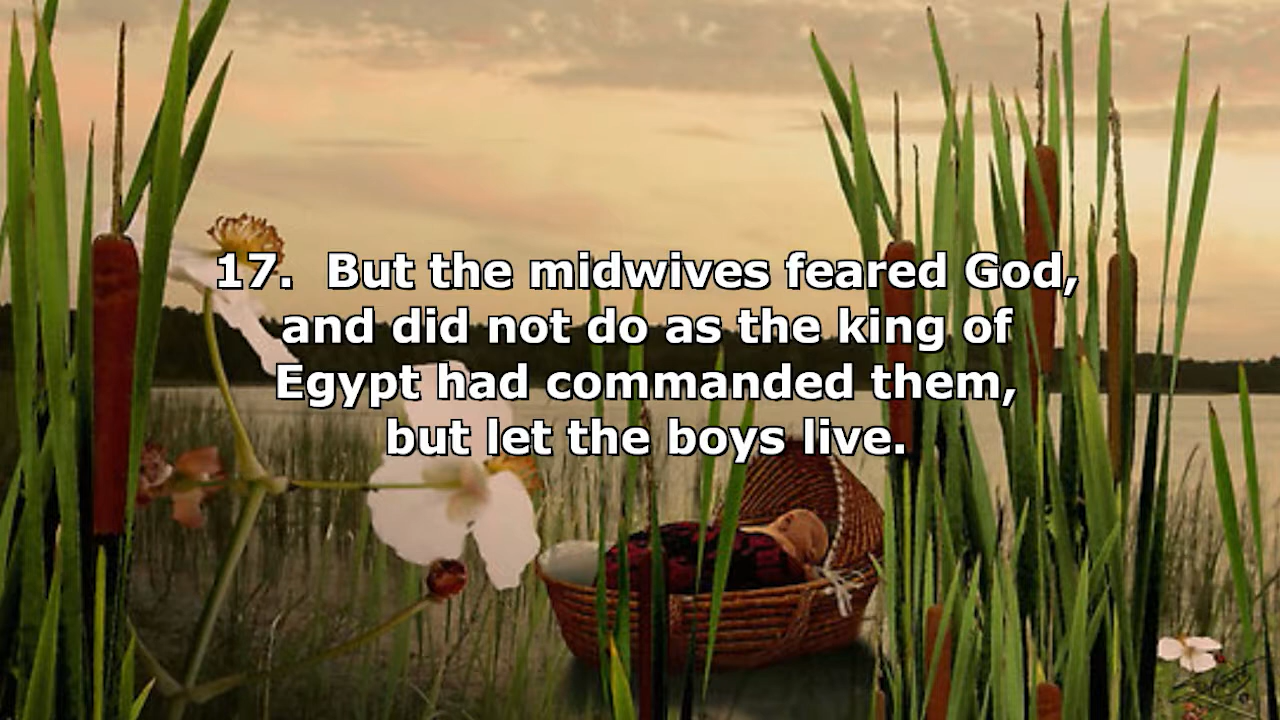 17.  But the midwives feared God,
and did not do as the king of
Egypt had commanded them,
but let the boys live.